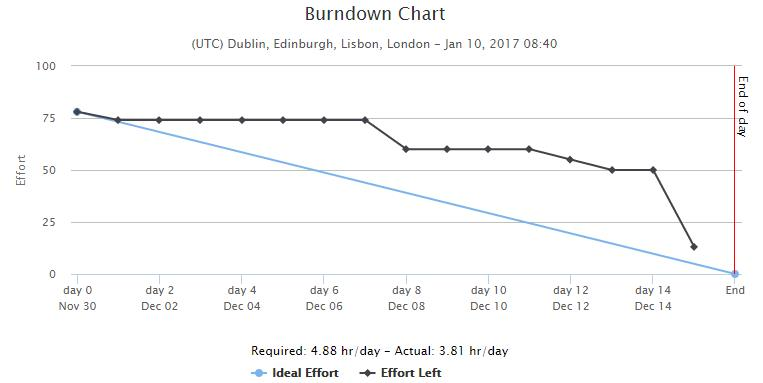 Burndown Chart
(UTC) Dublin, Edinburgh, Lisbon, London - Jan 10, 2017 08:40
100
75
50
25
0
Effort
End of day
day 0 day 2 day 4 day 6 day 8 day 10 day 12 day 14 End
Nov 30 Dec 02 Dec 04 Dec 06 Dec 08 Dec 10 Dec 12 Dec 14
Required: 4.88 hr/day - Actual: 3.81 hr/day
Ideal Effort Effort Left